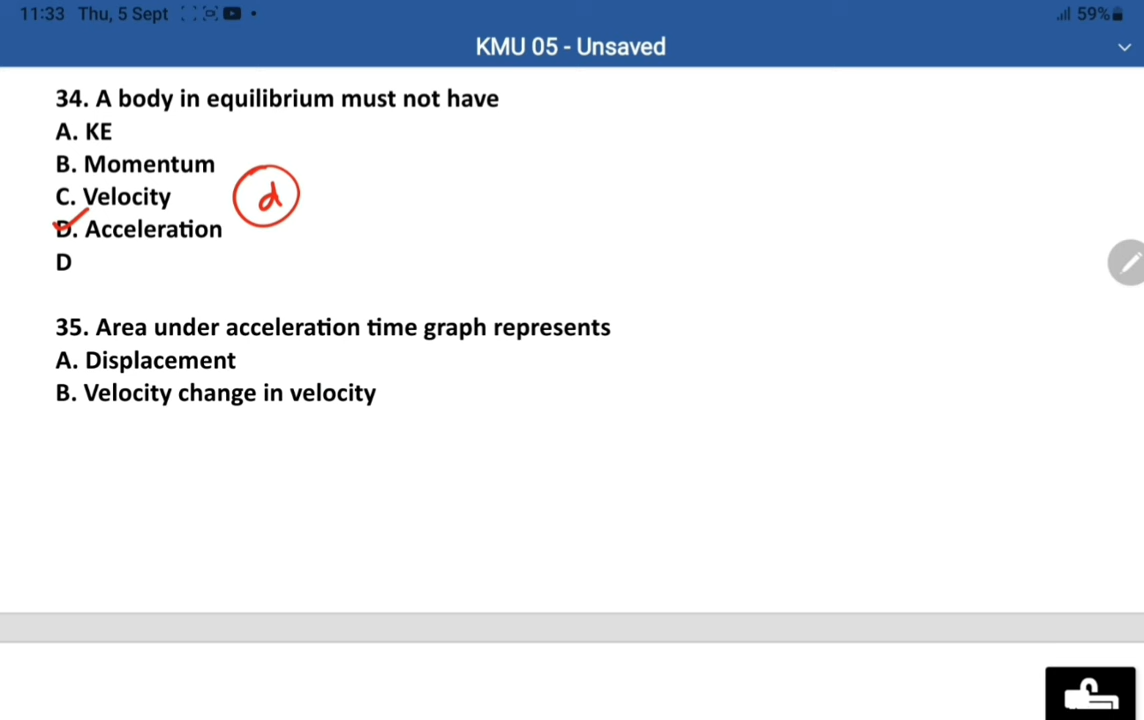 11:33 Thu, 5 Sept
59%
KMU 05 - Unsaved
34. A body in equilibrium must not have
A. KE
B. Momentum
C. Velocity
d
D. Acceleration
D
35. Area under acceleration time graph represents
A. Displacement
B. Velocity change in velocity